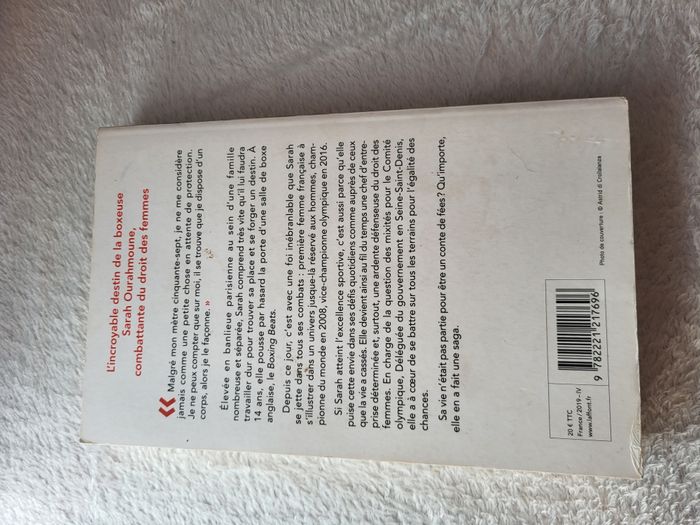 L'incroyable destin de la boxeuse
Sarah Ourahmoune,
combattante du droit des femmes
« Malgré mon mètre cinquante-sept, je ne me considère
jamais comme une petite chose en attente de protection.
Je ne peux compter que sur moi, il se trouve que je dispose d'un
corps, alors je le façonne. »
Élevée en banlieue parisienne au sein d'une famille
nombreuse et séparée, Sarah comprend très vite qu'il lui faudra
travailler dur pour trouver sa place et se forger un destin. À
14 ans, elle pousse par hasard la porte d'une salle de boxe
anglaise, le Boxing Beats.
Depuis ce jour, c'est avec une foi inébranlable que Sarah
se jette dans tous ses combats : première femme française à
s'illustrer dans un univers jusque-là réservé aux hommes, cham-
pionne du monde en 2008, vice-championne olympique en 2016.
Si Sarah atteint l'excellence sportive, c'est aussi parce qu'elle
puise cette envie dans ses défis quotidiens comme auprès de ceux
que la vie a cassés. Elle devient ainsi au fil du temps une chef d'entre-
prise déterminée et, surtout, une ardente défenseuse du droit des
femmes. En charge de la question des mixités pour le Comité
olympique, Déléguée du gouvernement en Seine-Saint-Denis,
elle a à cœur de se battre sur tous les terrains pour l'égalité des
chances.
Sa vie n'était pas partie pour être un conte de fées ? Qu'importe,
elle en a fait une saga.
Photo de couverture : © Astrid di Crollalanza
9 782221 217696
20 € TTC
France / 2019-IV
www.laffont.fr